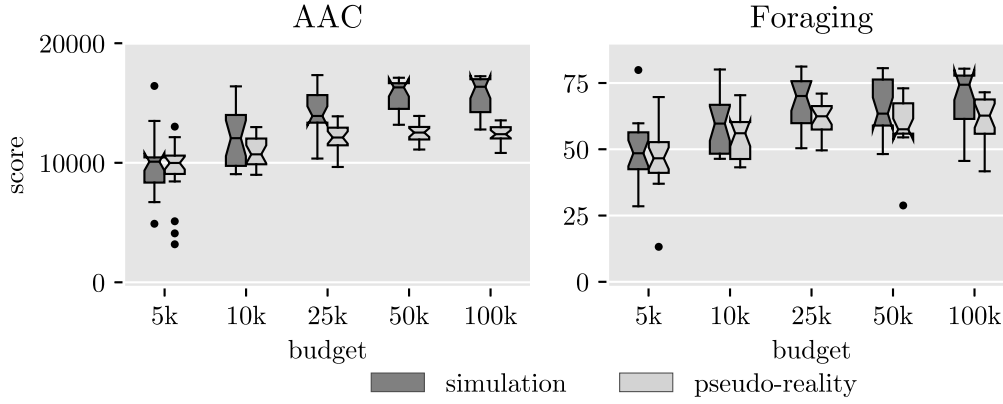 AAC Foraging
20000
10000
0
score
75
50
25
0
5k 10k 25k 50k 100k
5k 10k 25k 50k 100k
budget
budget
simulation pseudo-reality